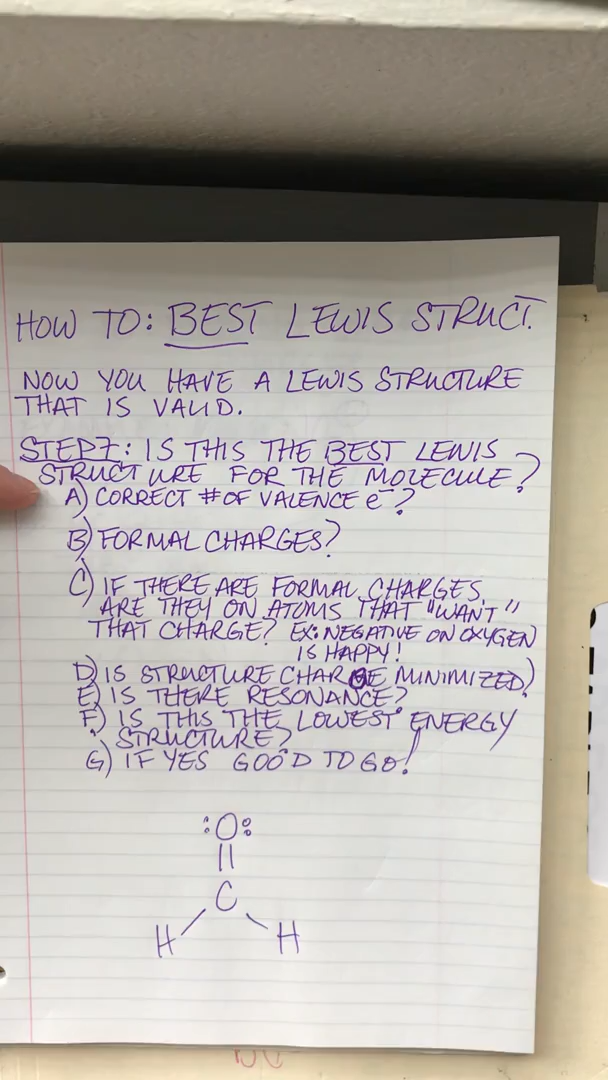 HOW TO: BEST LEWIS STRUCT.
NOW YOU HAVE A LEWIS STRUCTURE
THAT IS VALID.
STEP 7: IS THIS THE BEST LEWIS
STRUCTURE FOR THE MOLECULE?
A) CORRECT # OF VALENCE e⁻?
B) FORMAL CHARGES?
C) IF THERE ARE FORMAL CHARGES,
ARE THEY ON ATOMS THAT "WANT"
THAT CHARGE? EX: NEGATIVE ON OXYGEN
IS HAPPY!
D) IS STRUCTURE CHARGE MINIMIZED?
E) IS THERE RESONANCE?
F) IS THIS THE LOWEST ENERGY
STRUCTURE?
G) IF YES GOOD TO GO!
:O:
||
C
H H